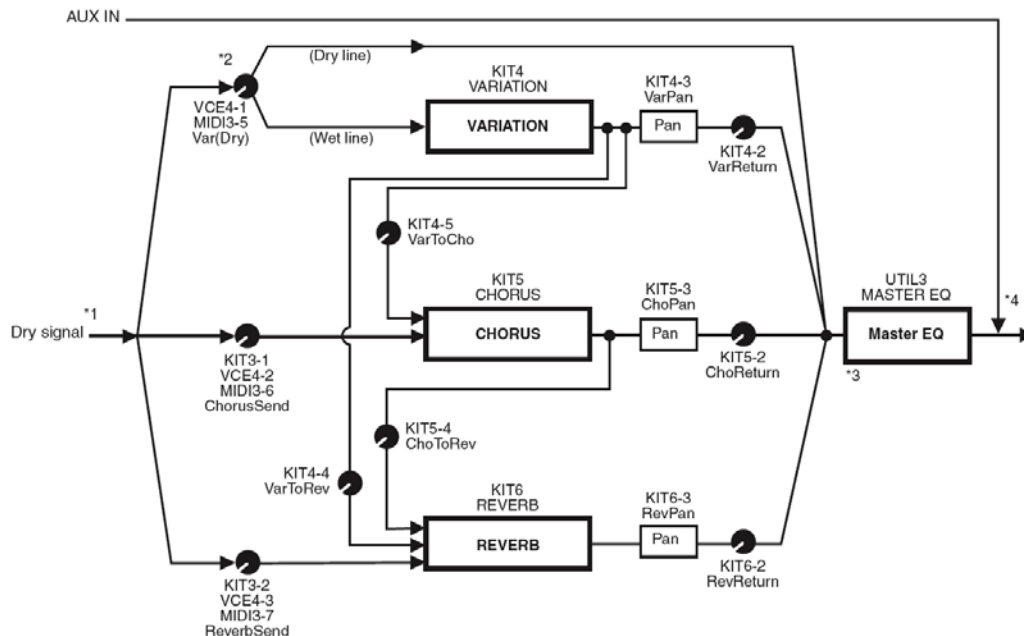 AUX IN
*2
(Dry line)
VCE4-1
MIDI3-5
Var(Dry)
(Wet line)
KIT4
VARIATION
VARIATION
KIT4-3
VarPan
Pan
KIT4-2
VarReturn
KIT4-5
VarToCho
*1
Dry signal
KIT3-1
VCE4-2
MIDI3-6
ChorusSend
KIT5
CHORUS
CHORUS
KIT5-3
ChoPan
Pan
KIT5-2
ChoReturn
UTIL3
MASTER EQ
Master EQ
*3
*4
KIT5-4
ChoToRev
KIT4-4
VarToRev
KIT6
REVERB
REVERB
KIT6-3
RevPan
Pan
KIT6-2
RevReturn
KIT3-2
VCE4-3
MIDI3-7
ReverbSend